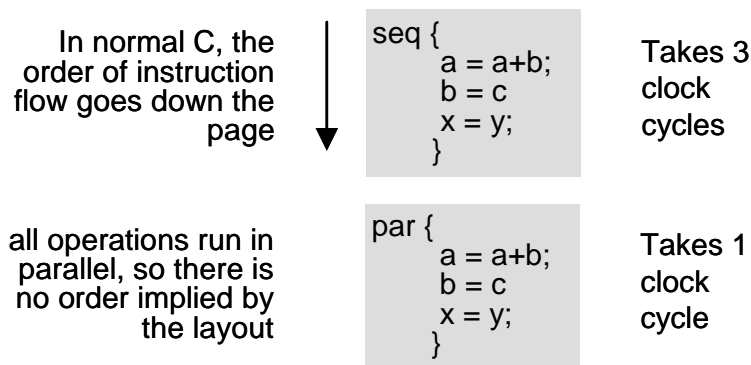 In normal C, the
order of instruction
flow goes down the
page
seq {
a = a+b;
b = c
x = y;
}
Takes 3
clock
cycles
all operations run in
parallel, so there is
no order implied by
the layout
par {
a = a+b;
b = c
x = y;
}
Takes 1
clock
cycle